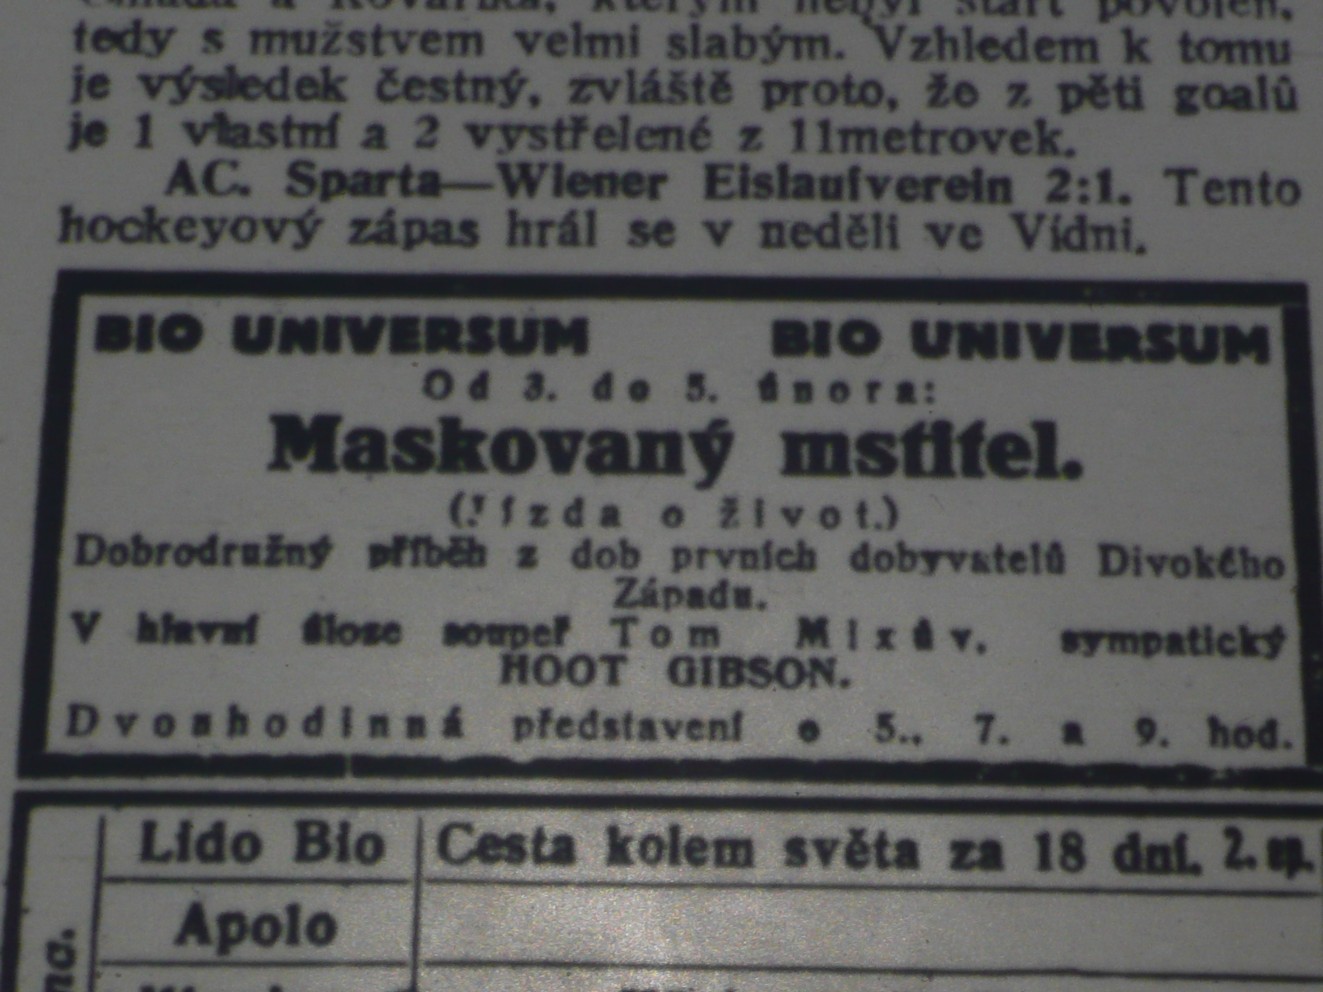 tedy s mužstvem velmi slabým. Vzhledem k tomu
je výsledek čestný, zvláště proto, že z pěti goalů
je 1 vlastní a 2 vystřelené z 11metrovek.
AC. Sparta—Wiener Eislaufverein 2:1. Tento
hockeyový zápas hrál se v neděli ve Vídni.
BIO UNIVERSUM BIO UNIVERSUM
Od 3. do 5. února:
Maskovaný mstitel.
(Jízda o život.)
Dobrodružný příběh z dob prvních dobyvatelů Divokého
Západu.
V hlavní úloze soupeř Tom Mixův, sympatický
HOOT GIBSON.
Dvouhodinná představení o 5., 7. a 9. hod.
Lido Bio Cesta kolem světa za 18 dní. 2. sp.
Apolo